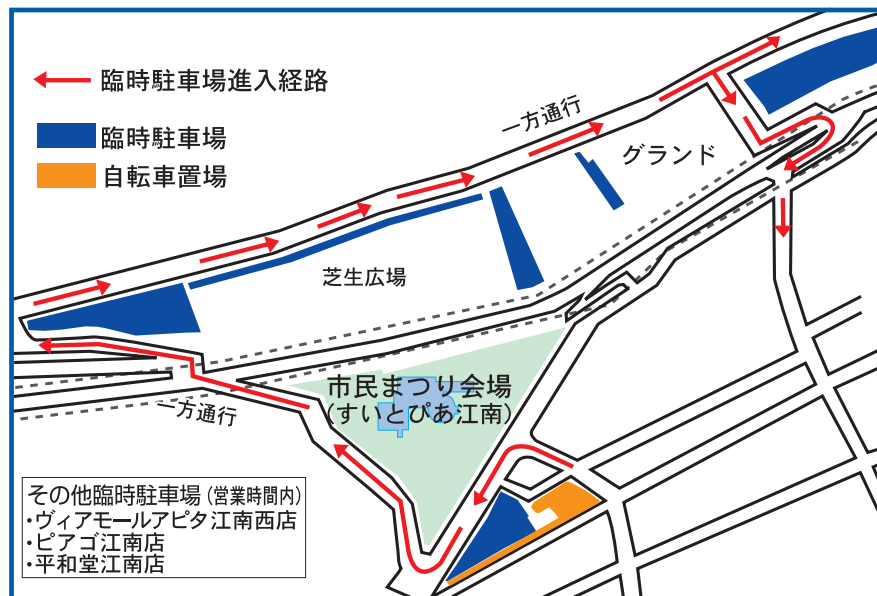 臨時駐車場進入経路
臨時駐車場
自転車置場
一方通行
グランド
芝生広場
市民まつり会場
(すいとぴあ江南)
一方通行
その他臨時駐車場(営業時間内)
・ヴィアモールアピタ江南西店
・ピアゴ江南店
・平和堂江南店